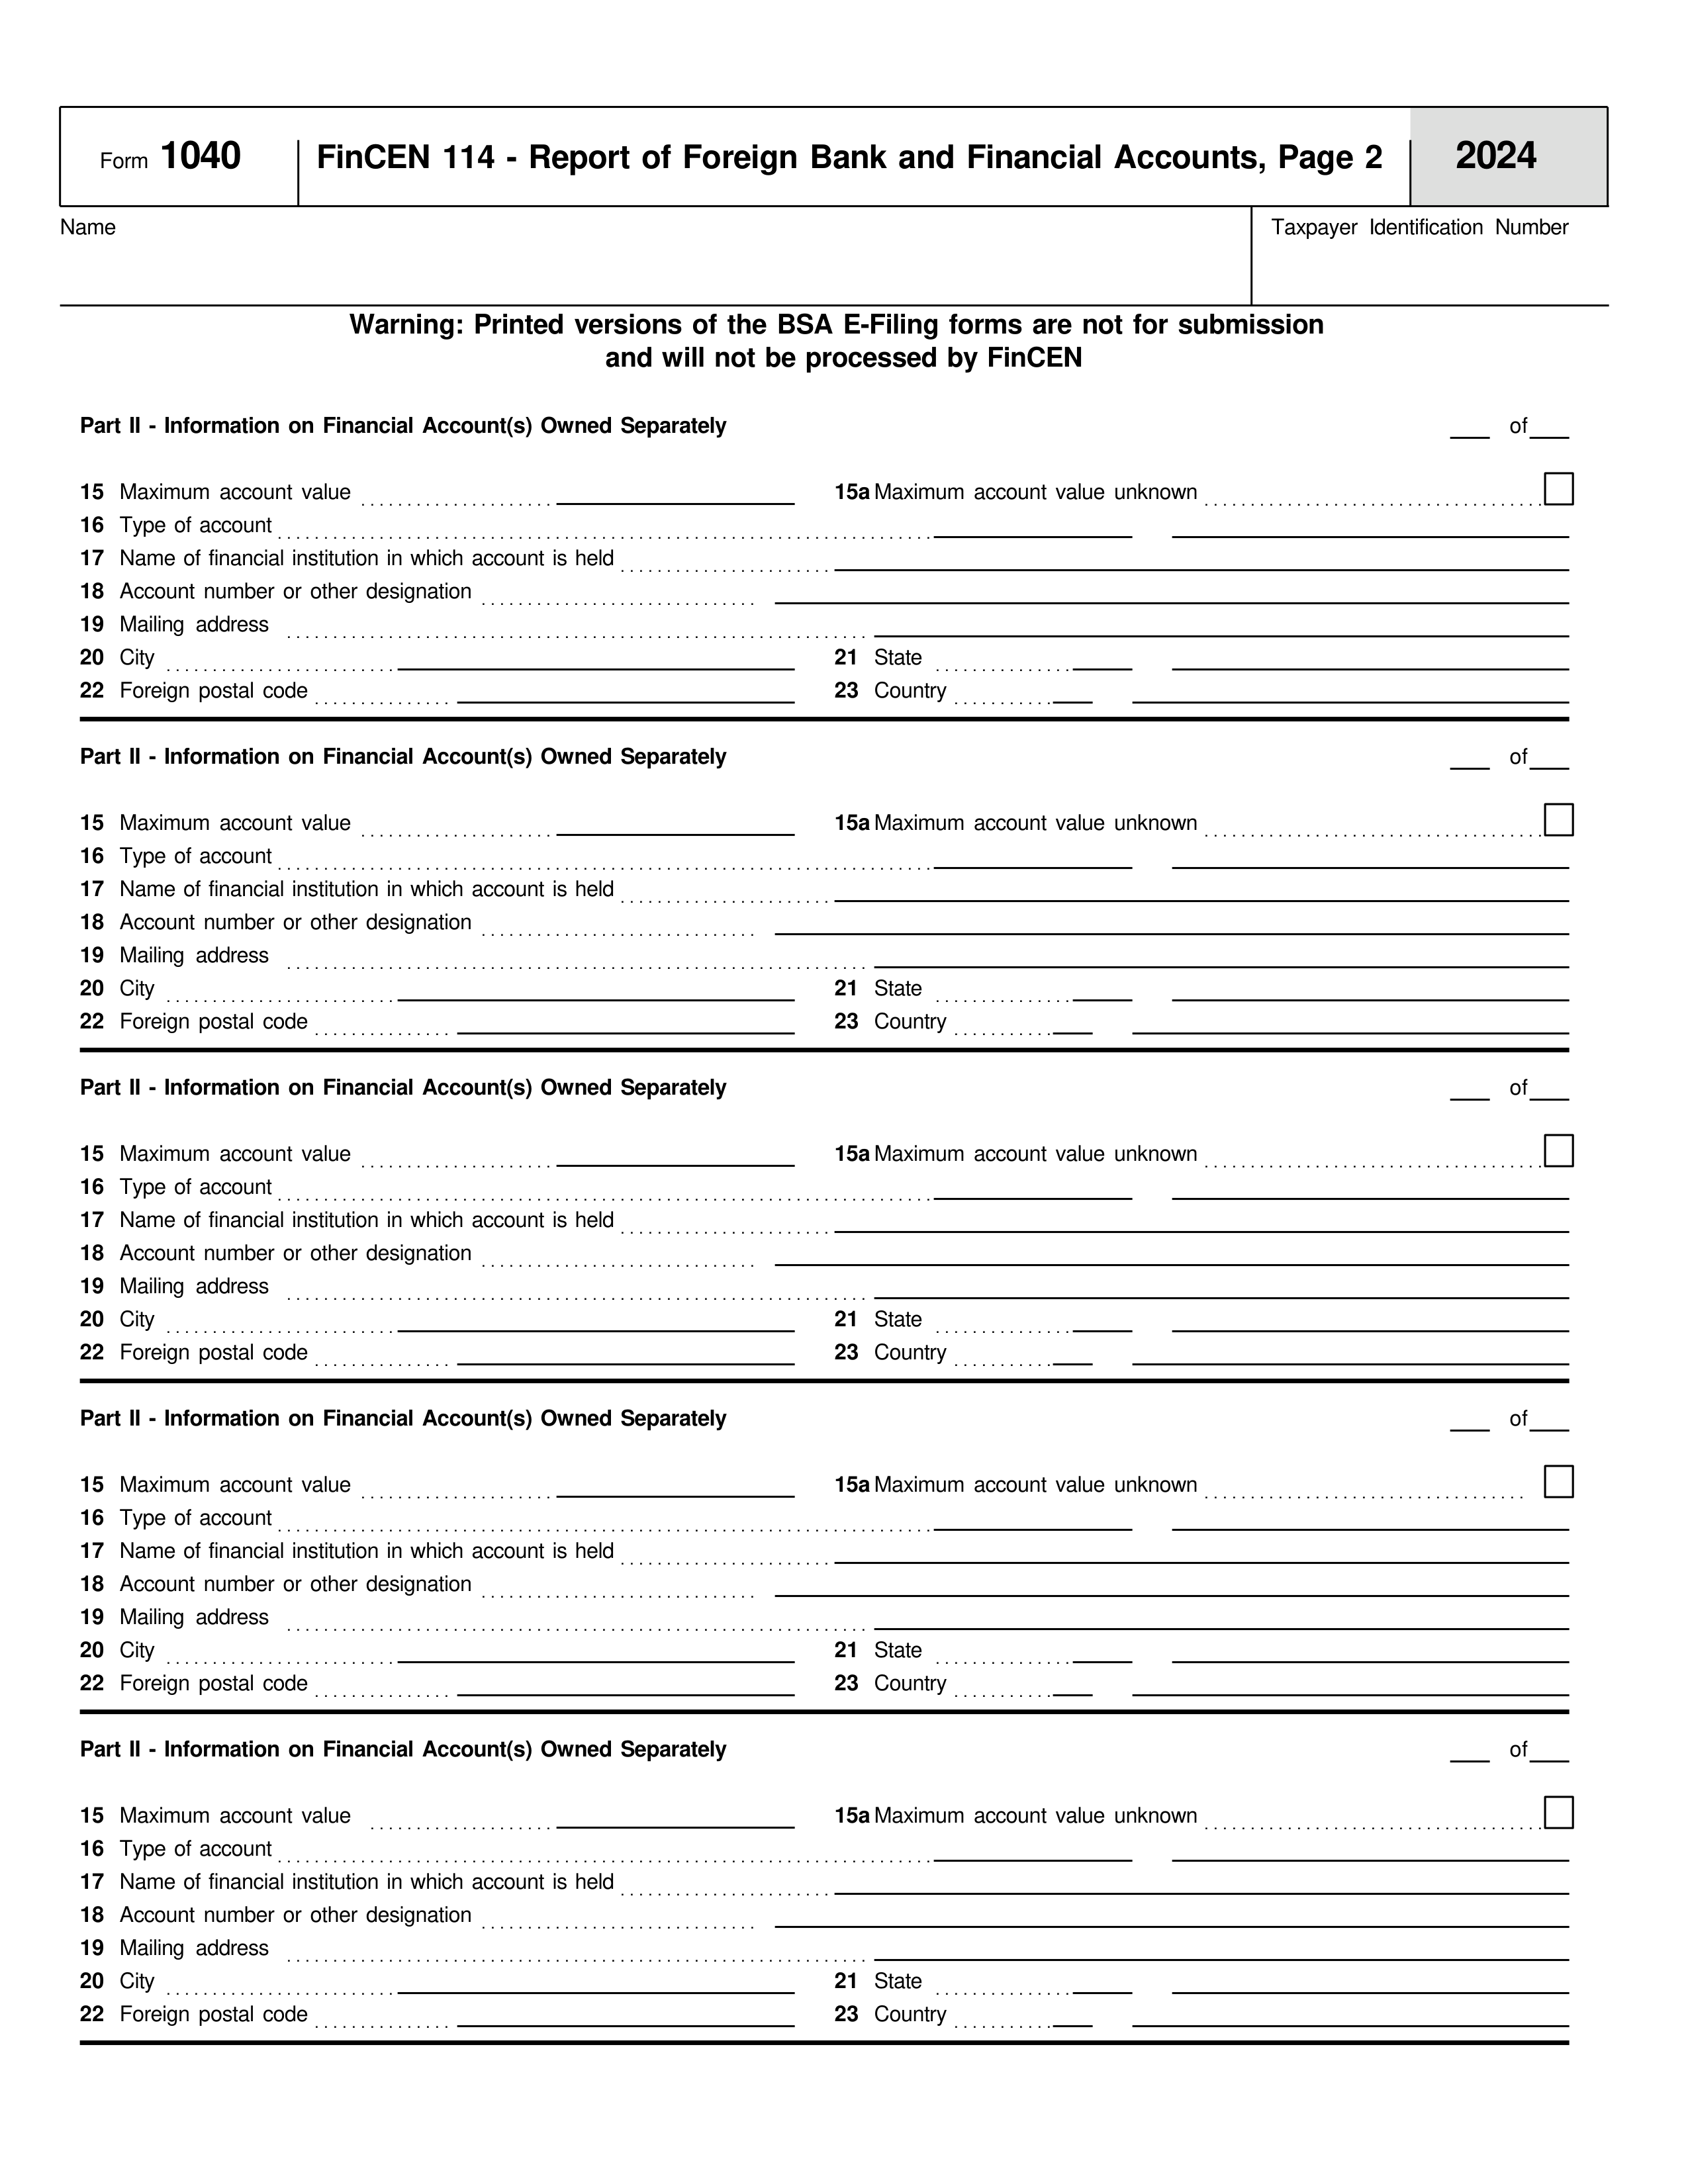 Form 1040 FinCEN 114 - Report of Foreign Bank and Financial Accounts, Page 2 2024
Name Taxpayer Identification Number
Warning: Printed versions of the BSA E-Filing forms are not for submission
and will not be processed by FinCEN
Part II - Information on Financial Account(s) Owned Separately ___ of ___
15 Maximum account value 15a Maximum account value unknown
16 Type of account
17 Name of financial institution in which account is held
18 Account number or other designation
19 Mailing address
20 City 21 State
22 Foreign postal code 23 Country
Part II - Information on Financial Account(s) Owned Separately ___ of ___
15 Maximum account value 15a Maximum account value unknown
16 Type of account
17 Name of financial institution in which account is held
18 Account number or other designation
19 Mailing address
20 City 21 State
22 Foreign postal code 23 Country
Part II - Information on Financial Account(s) Owned Separately ___ of ___
15 Maximum account value 15a Maximum account value unknown
16 Type of account
17 Name of financial institution in which account is held
18 Account number or other designation
19 Mailing address
20 City 21 State
22 Foreign postal code 23 Country
Part II - Information on Financial Account(s) Owned Separately ___ of ___
15 Maximum account value 15a Maximum account value unknown
16 Type of account
17 Name of financial institution in which account is held
18 Account number or other designation
19 Mailing address
20 City 21 State
22 Foreign postal code 23 Country
Part II - Information on Financial Account(s) Owned Separately ___ of ___
15 Maximum account value 15a Maximum account value unknown
16 Type of account
17 Name of financial institution in which account is held
18 Account number or other designation
19 Mailing address
20 City 21 State
22 Foreign postal code 23 Country